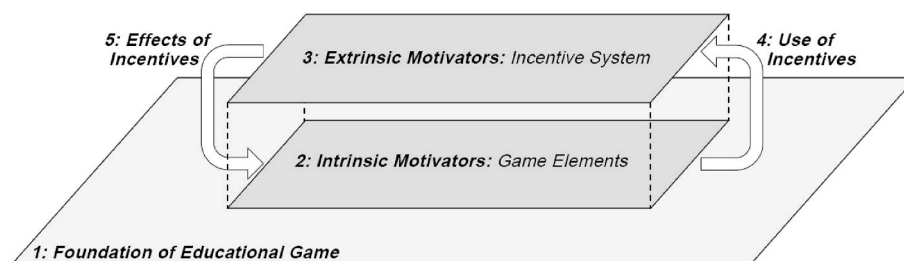 5: Effects of
Incentives
3: Extrinsic Motivators: Incentive System
4: Use of
Incentives
2: Intrinsic Motivators: Game Elements
1: Foundation of Educational Game